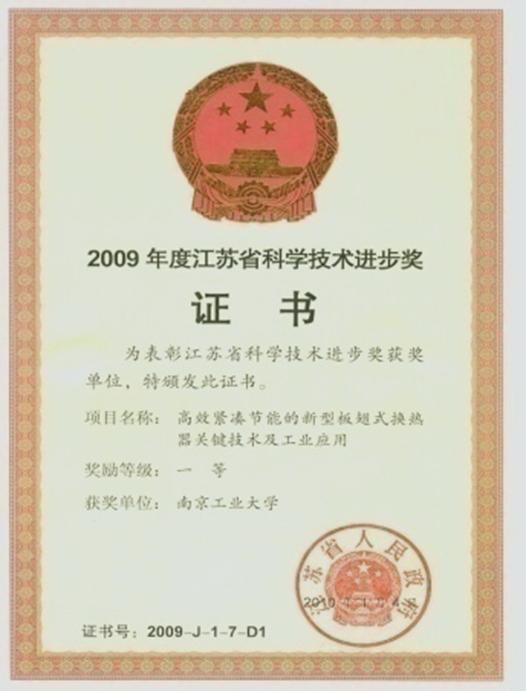 2009 年度江苏省科学技术进步奖
证 书
为表彰江苏省科学技术进步奖获奖
单位，特颁发此证书。
项目名称： 高效紧凑节能的新型板翅式换热
器关键技术及工业应用
奖励等级： 一 等
获奖单位： 南京工业大学
江苏省人民政府
证书号：2009-J-1-7-D1